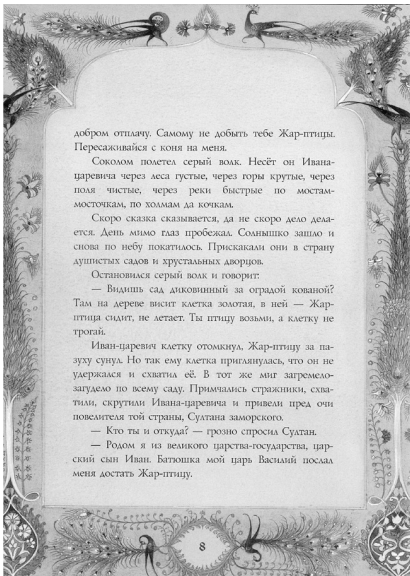 добром отплачу. Самому не добыть тебе Жар-птицы.
Пересаживайся с коня на меня.
Соколом полетел серый волк. Несёт он Ивана-
царевича через леса густые, через горы крутые, через
поля чистые, через реки быстрые по мостам-
мосточкам, по холмам да кочкам.
Скоро сказка сказывается, да не скоро дело дела-
ется. День мимо глаз пробежал. Солнышко зашло и
снова по небу покатилось. Прискакали они в страну
душистых садов и хрустальных дворцов.
Остановился серый волк и говорит:
— Видишь сад диковинный за оградой кованой?
Там на дереве висит клетка золотая, в ней — Жар-
птица сидит, не летает. Ты птицу возьми, а клетку не
трогай.
Иван-царевич клетку отомкнул, Жар-птицу за па-
зуху сунул. Но так ему клетка приглянулась, что он не
удержался и схватил её. В тот же миг загремело-
загудело по всему саду. Примчались стражники, схва-
тили, скрутили Ивана-царевича и привели пред очи
повелителя той страны, Султана заморского.
— Кто ты и откуда? — грозно спросил Султан.
— Родом я из великого царства-государства, цар-
ский сын Иван. Батюшка мой царь Василий послал
меня достать Жар-птицу.
8